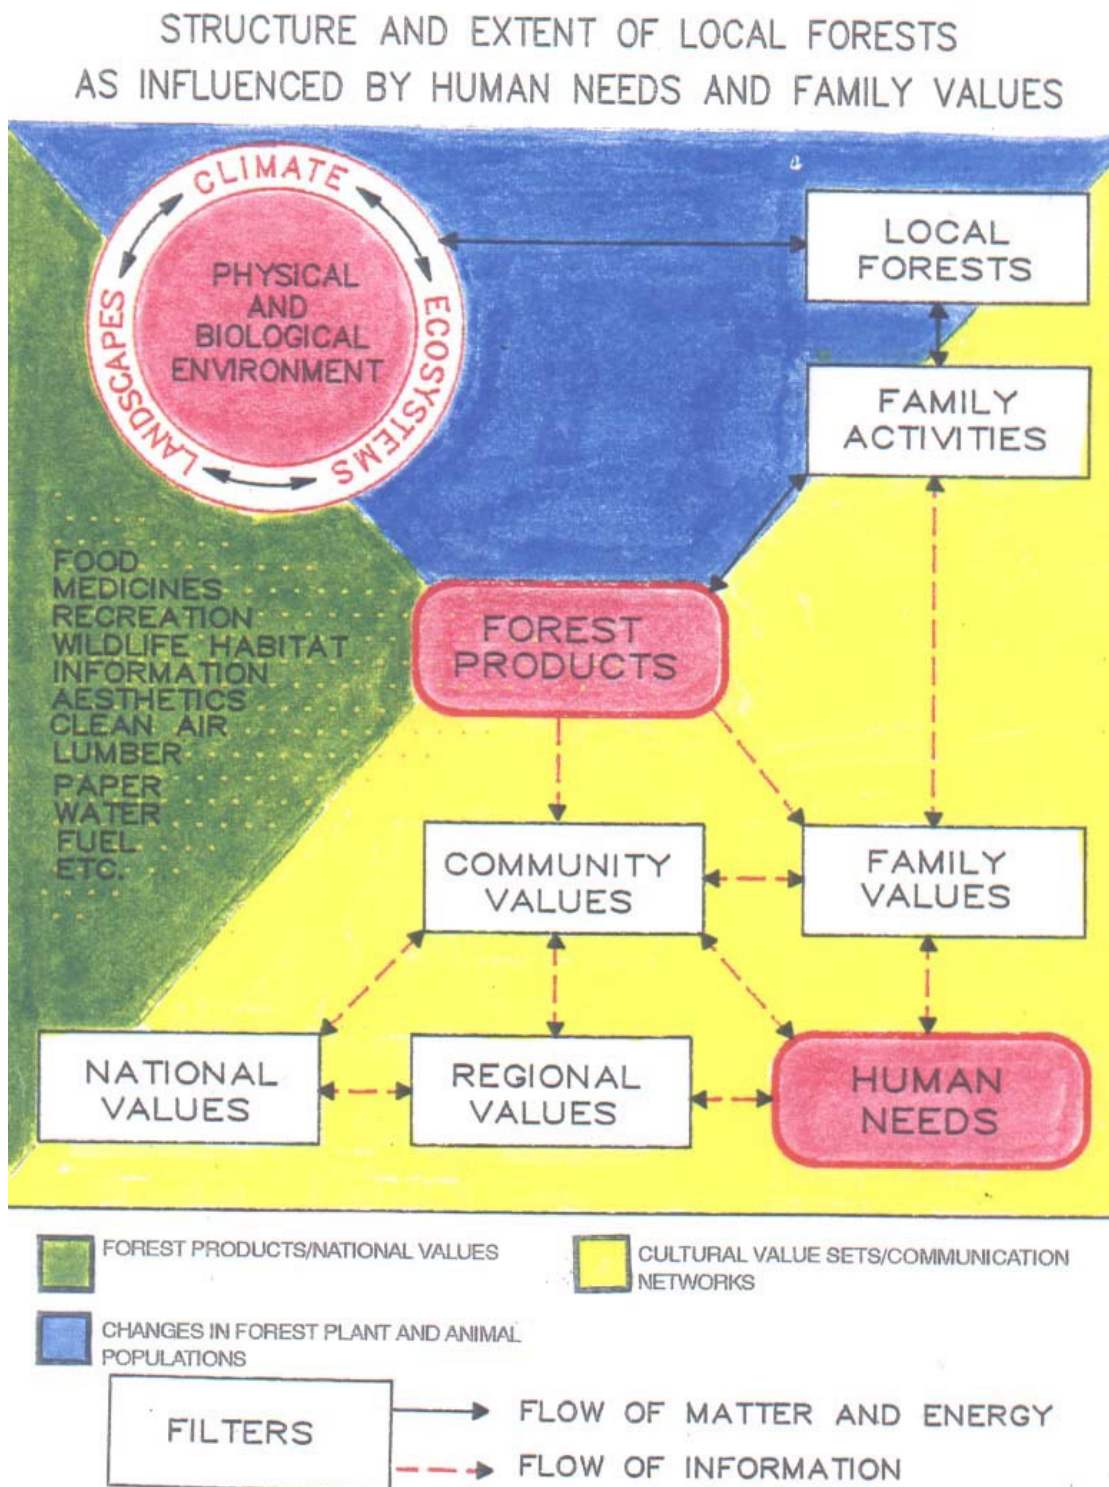 STRUCTURE AND EXTENT OF LOCAL FORESTS
AS INFLUENCED BY HUMAN NEEDS AND FAMILY VALUES
CLIMATE
ECOSYSTEMS
LANDSCAPES
PHYSICAL
AND
BIOLOGICAL
ENVIRONMENT
LOCAL
FORESTS
FAMILY
ACTIVITIES
FOOD
MEDICINES
RECREATION
WILDLIFE HABITAT
INFORMATION
AESTHETICS
CLEAN AIR
LUMBER
PAPER
WATER
FUEL
ETC.
FOREST
PRODUCTS
COMMUNITY
VALUES
FAMILY
VALUES
NATIONAL
VALUES
REGIONAL
VALUES
HUMAN
NEEDS
FOREST PRODUCTS/NATIONAL VALUES
CULTURAL VALUE SETS/COMMUNICATION
NETWORKS
CHANGES IN FOREST PLANT AND ANIMAL
POPULATIONS
FILTERS
FLOW OF MATTER AND ENERGY
FLOW OF INFORMATION